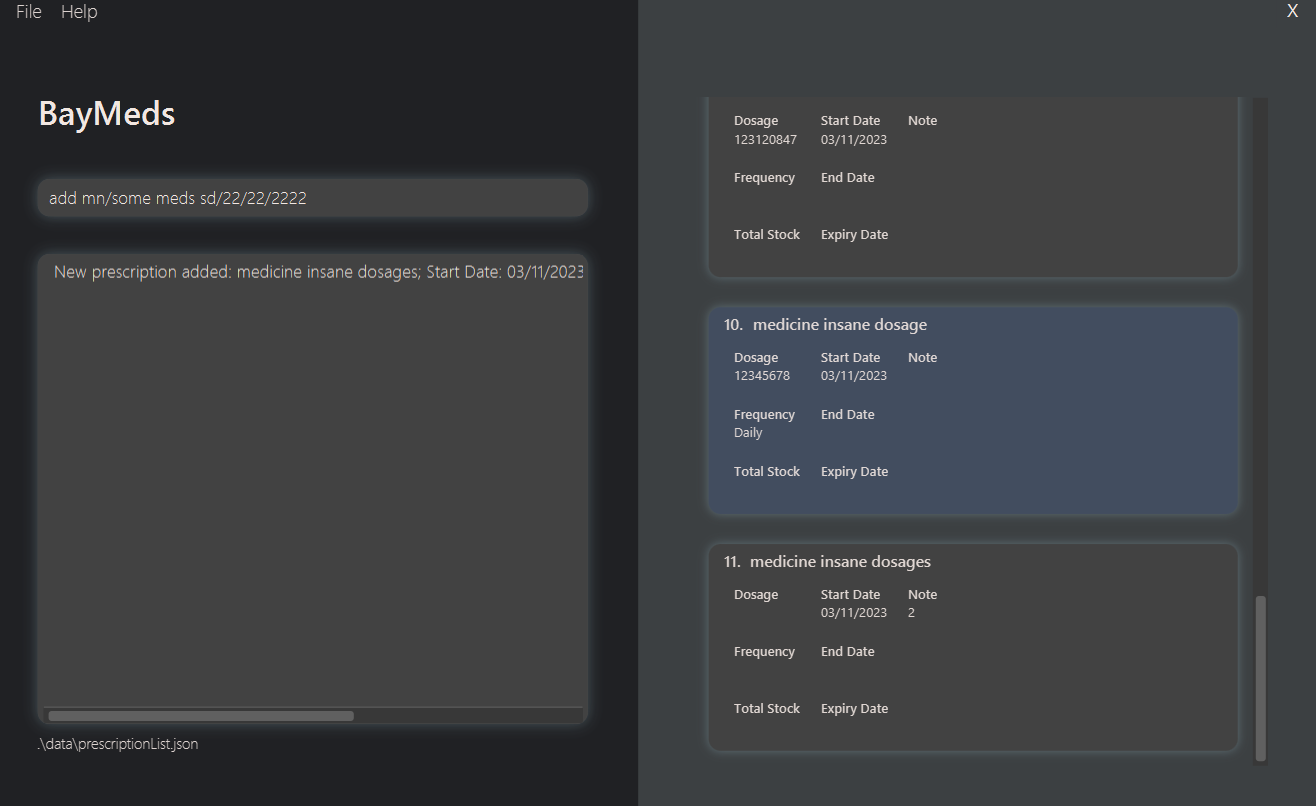 File Help
X
BayMeds
add mn/some meds sd/22/22/2222
New prescription added: medicine insane dosages; Start Date: 03/11/2023
.\data\prescriptionList.json
Dosage Start Date Note
123120847 03/11/2023
Frequency End Date
Total Stock Expiry Date
10. medicine insane dosage
Dosage Start Date Note
12345678 03/11/2023
Frequency End Date
Daily
Total Stock Expiry Date
11. medicine insane dosages
Dosage Start Date Note
03/11/2023 2
Frequency End Date
Total Stock Expiry Date